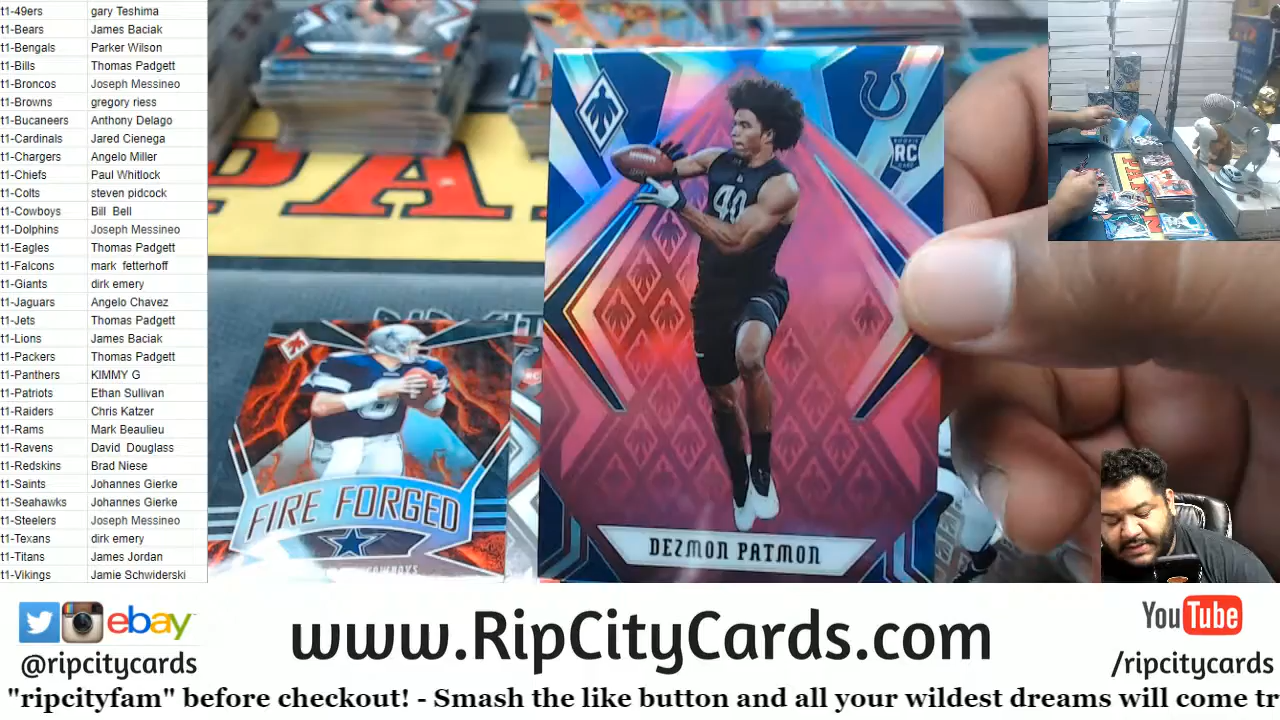 t1-49ers gary Teshima
t1-Bears James Baciak
t1-Bengals Parker Wilson
t1-Bills Thomas Padgett
t1-Broncos Joseph Messineo
t1-Browns gregory riess
t1-Bucaneers Anthony Delago
t1-Cardinals Jared Cienega
t1-Chargers Angelo Miller
t1-Chiefs Paul Whitlock
t1-Colts steven pidcock
t1-Cowboys Bill Bell
t1-Dolphins Joseph Messineo
t1-Eagles Thomas Padgett
t1-Falcons mark fetterhoff
t1-Giants dirk emery
t1-Jaguars Angelo Chavez
t1-Jets Thomas Padgett
t1-Lions James Baciak
t1-Packers Thomas Padgett
t1-Panthers KIMMY G
t1-Patriots Ethan Sullivan
t1-Raiders Chris Katzer
t1-Rams Mark Beaulieu
t1-Ravens David Douglass
t1-Redskins Brad Niese
t1-Saints Johannes Gierke
t1-Seahawks Johannes Gierke
t1-Steelers Joseph Messineo
t1-Texans dirk emery
t1-Titans James Jordan
t1-Vikings Jamie Schwiderski
RC
40
DEZMON PATMON
FIRE FORGED
COWBOYS
ebay
@ripcitycards
www.RipCityCards.com
YouTube
/ripcitycards
"ripcityfam" before checkout! - Smash the like button and all your wildest dreams will come tr